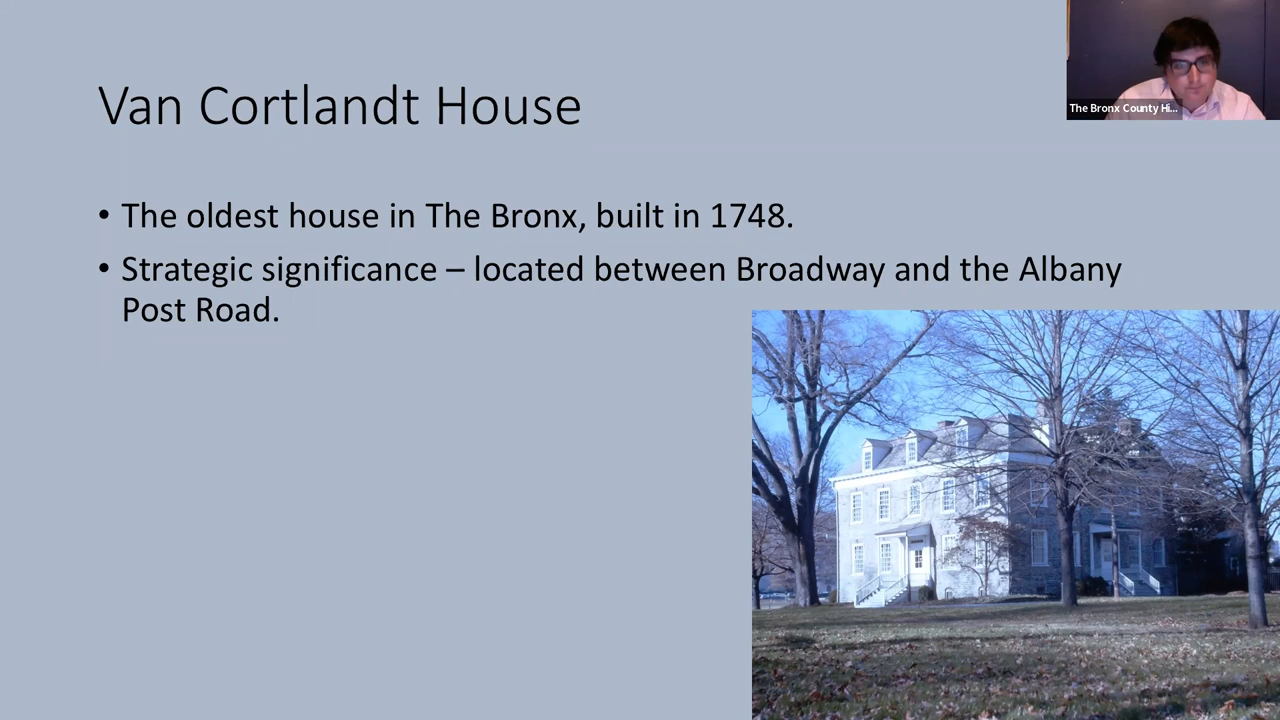 Van Cortlandt House
The Bronx County Hi...
• The oldest house in The Bronx, built in 1748.
• Strategic significance – located between Broadway and the Albany
Post Road.